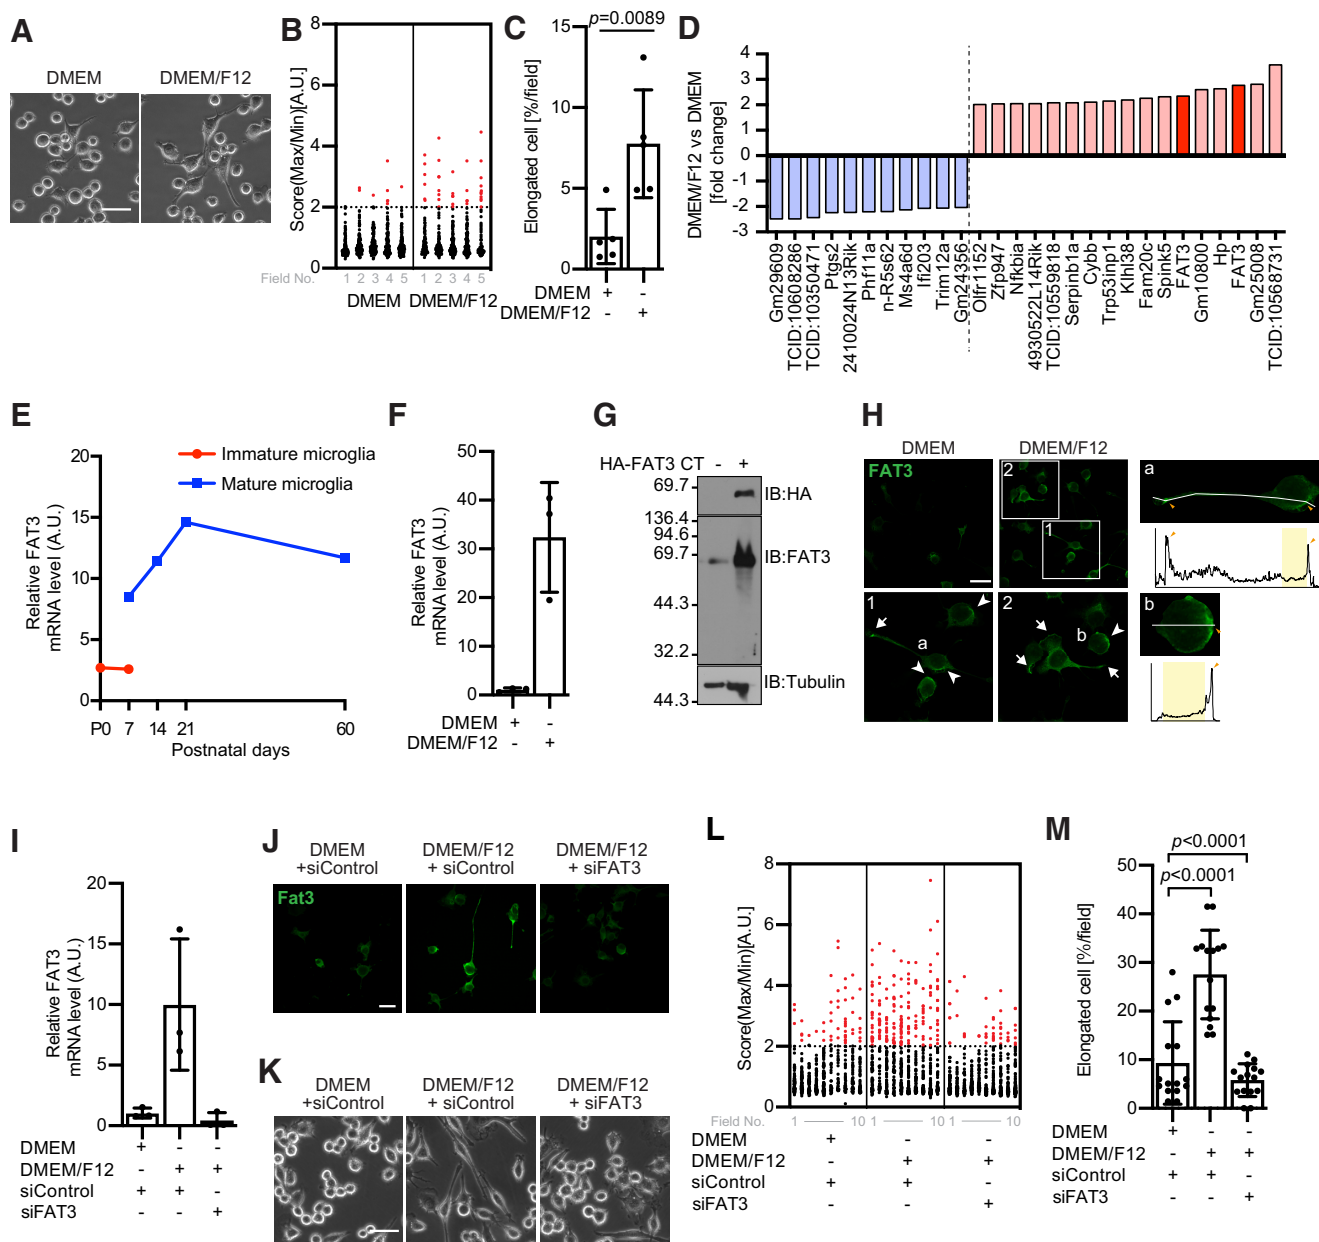 A
DMEM
DMEM/F12
B
Score(Max/Min)[A.U.]
8
6
4
2
0
Field No.
1 2 3 4 5 1 2 3 4 5
DMEM
DMEM/F12
C
p=0.0089
Elongated cell [%/field]
15
10
5
0
DMEM + -
DMEM/F12 - +
D
DMEM/F12 vs DMEM
[fold change]
4
3
2
1
0
-1
-2
-3
Gm29609
TCID:10608286
TCID:10350471
Ptgs2
2410024N13Rik
Phf11a
n-R5s62
Ms4a6d
Ifi203
Trim12a
Gm24356
Olfr1152
Zfp947
Nfkbia
4930522L14Rik
TCID:10559818
Serpinb1a
Cybb
Trp53inp1
Klhl38
Fam20c
Spink5
FAT3
Gm10800
Hp
FAT3
Gm25008
TCID:10568731
E
Relative FAT3
mRNA level (A.U.)
20
15
10
5
0
Immature microglia
Mature microglia
P0 7 14 21 60
Postnatal days
F
Relative FAT3
mRNA level (A.U.)
50
40
30
20
10
0
DMEM + -
DMEM/F12 - +
G
HA-FAT3 CT - +
69.7
IB:HA
136.4
94.6
69.7
IB:FAT3
44.3
32.2
IB:Tubulin
44.3
H
DMEM
DMEM/F12
FAT3
2
1
a
1
a
2
b
b
I
Relative FAT3
mRNA level (A.U.)
20
15
10
5
0
DMEM + - -
DMEM/F12 - + +
siControl + + -
siFAT3 - - +
J
DMEM
+siControl
DMEM/F12
+ siControl
DMEM/F12
+ siFAT3
Fat3
K
DMEM
+siControl
DMEM/F12
+ siControl
DMEM/F12
+ siFAT3
L
Score(Max/Min)[A.U.]
8
6
4
2
0
Field No.
1 10 1 10 1 10
DMEM + - -
DMEM/F12 - + +
siControl + + -
siFAT3 - - +
M
p<0.0001
p<0.0001
Elongated cell [%/field]
50
40
30
20
10
0
DMEM + - -
DMEM/F12 - + +
siControl + + -
siFAT3 - - +